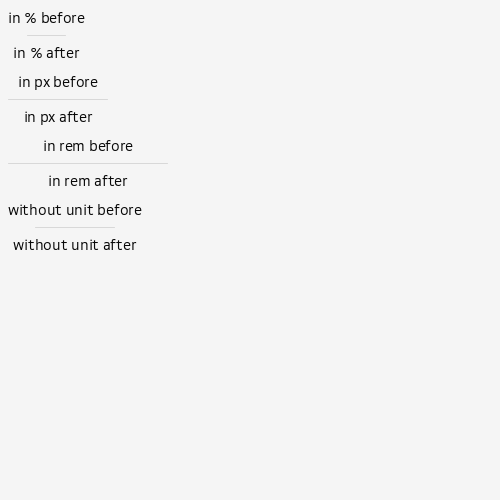 in % before
in % after
in px before
in px after
in rem before
in rem after
without unit before
without unit after